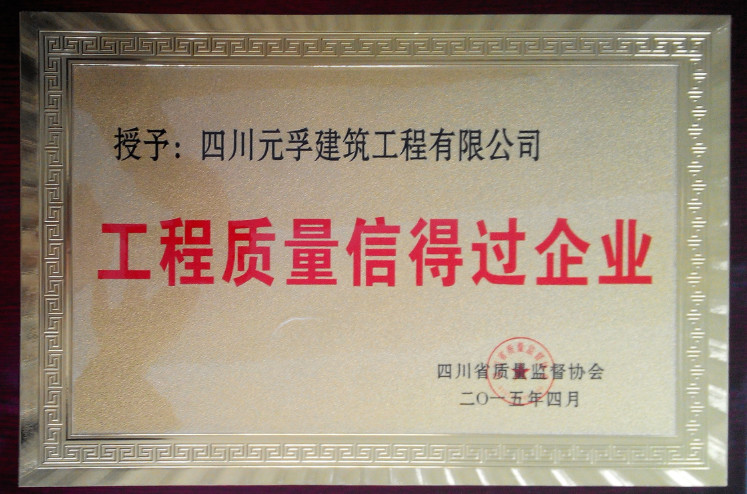 授予：四川元孚建筑工程有限公司
工程质量信得过企业
四川省质量监督协会
二〇一五年四月